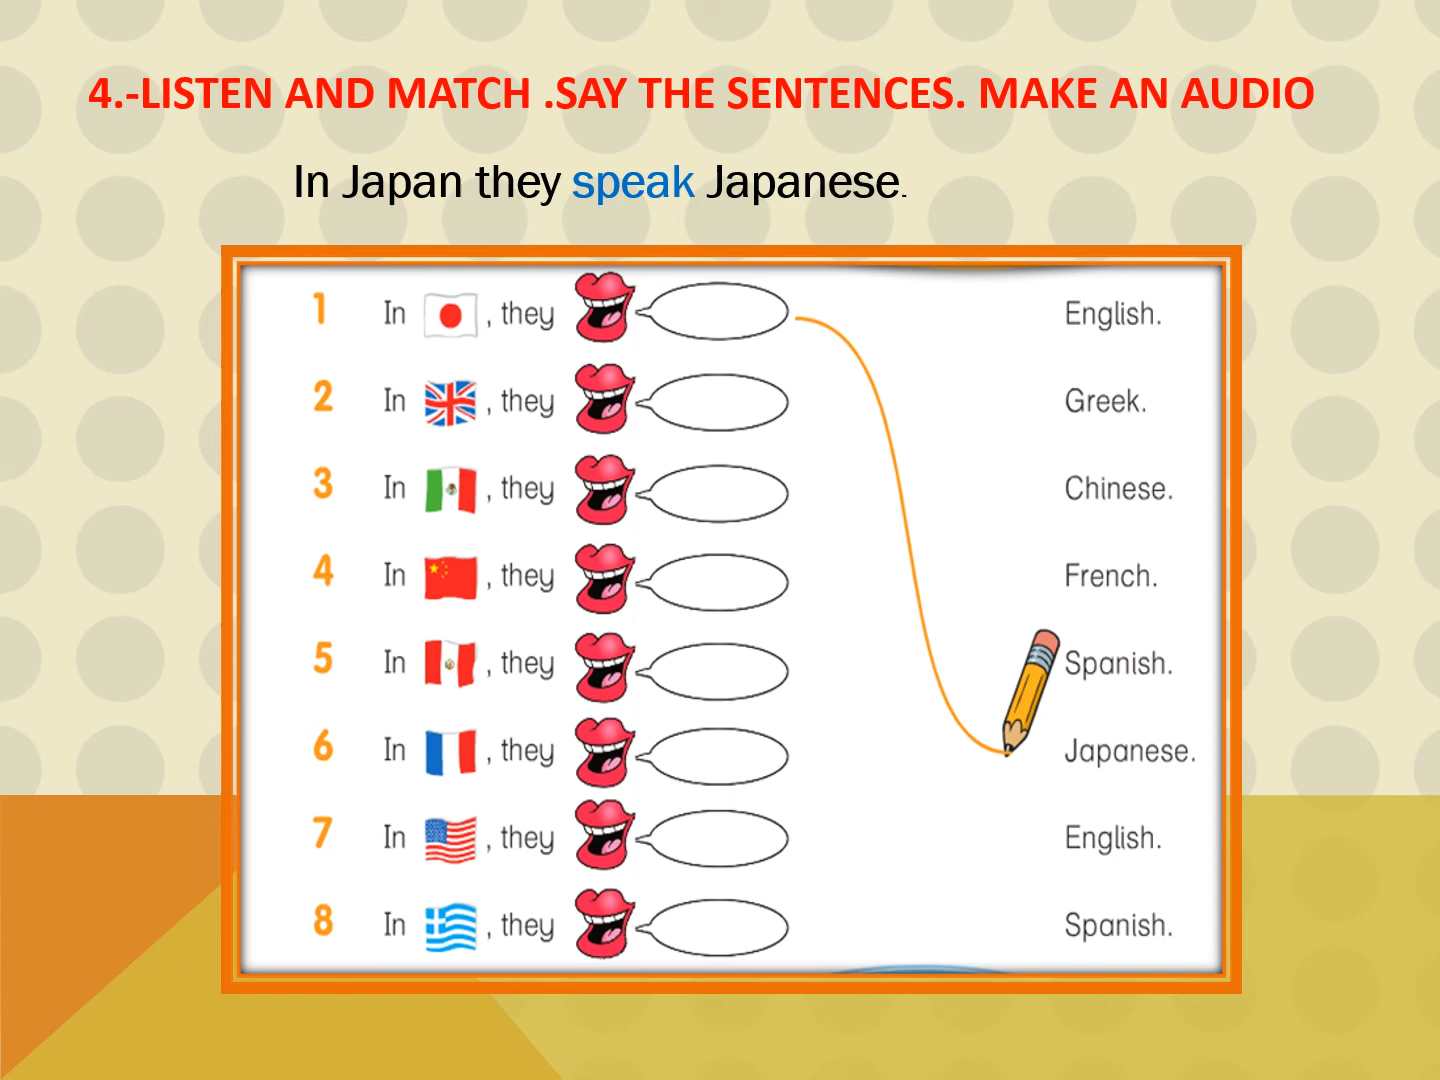 4.-LISTEN AND MATCH .SAY THE SENTENCES. MAKE AN AUDIO
In Japan they speak Japanese.
1 In , they English.
2 In , they Greek.
3 In , they Chinese.
4 In , they French.
5 In , they Spanish.
6 In , they Japanese.
7 In , they English.
8 In , they Spanish.